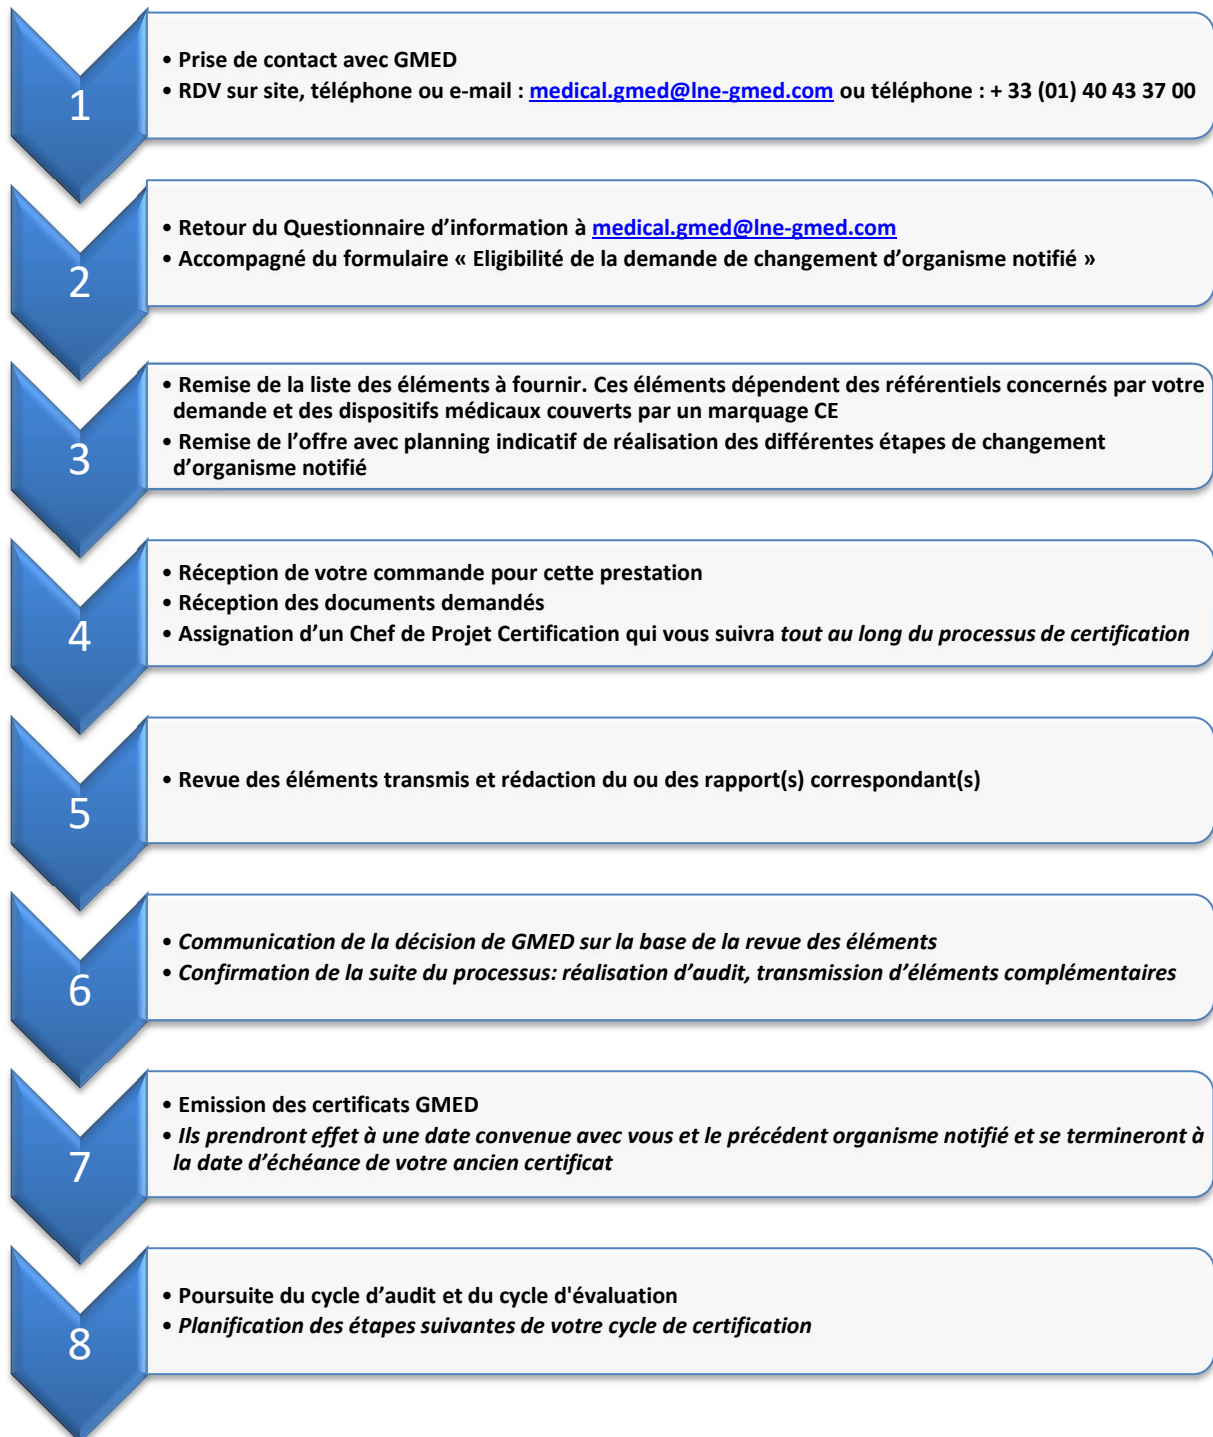 1
• Prise de contact avec GMED
• RDV sur site, téléphone ou e-mail : medical.gmed@lne-gmed.com ou téléphone : + 33 (01) 40 43 37 00
2
• Retour du Questionnaire d’information à medical.gmed@lne-gmed.com
• Accompagné du formulaire « Eligibilité de la demande de changement d’organisme notifié »
3
• Remise de la liste des éléments à fournir. Ces éléments dépendent des référentiels concernés par votre
demande et des dispositifs médicaux couverts par un marquage CE
• Remise de l’offre avec planning indicatif de réalisation des différentes étapes de changement
d’organisme notifié
4
• Réception de votre commande pour cette prestation
• Réception des documents demandés
• Assignation d’un Chef de Projet Certification qui vous suivra tout au long du processus de certification
5
• Revue des éléments transmis et rédaction du ou des rapport(s) correspondant(s)
6
• Communication de la décision de GMED sur la base de la revue des éléments
• Confirmation de la suite du processus: réalisation d’audit, transmission d’éléments complémentaires
7
• Emission des certificats GMED
• Ils prendront effet à une date convenue avec vous et le précédent organisme notifié et se termineront à
la date d’échéance de votre ancien certificat
8
• Poursuite du cycle d’audit et du cycle d'évaluation
• Planification des étapes suivantes de votre cycle de certification